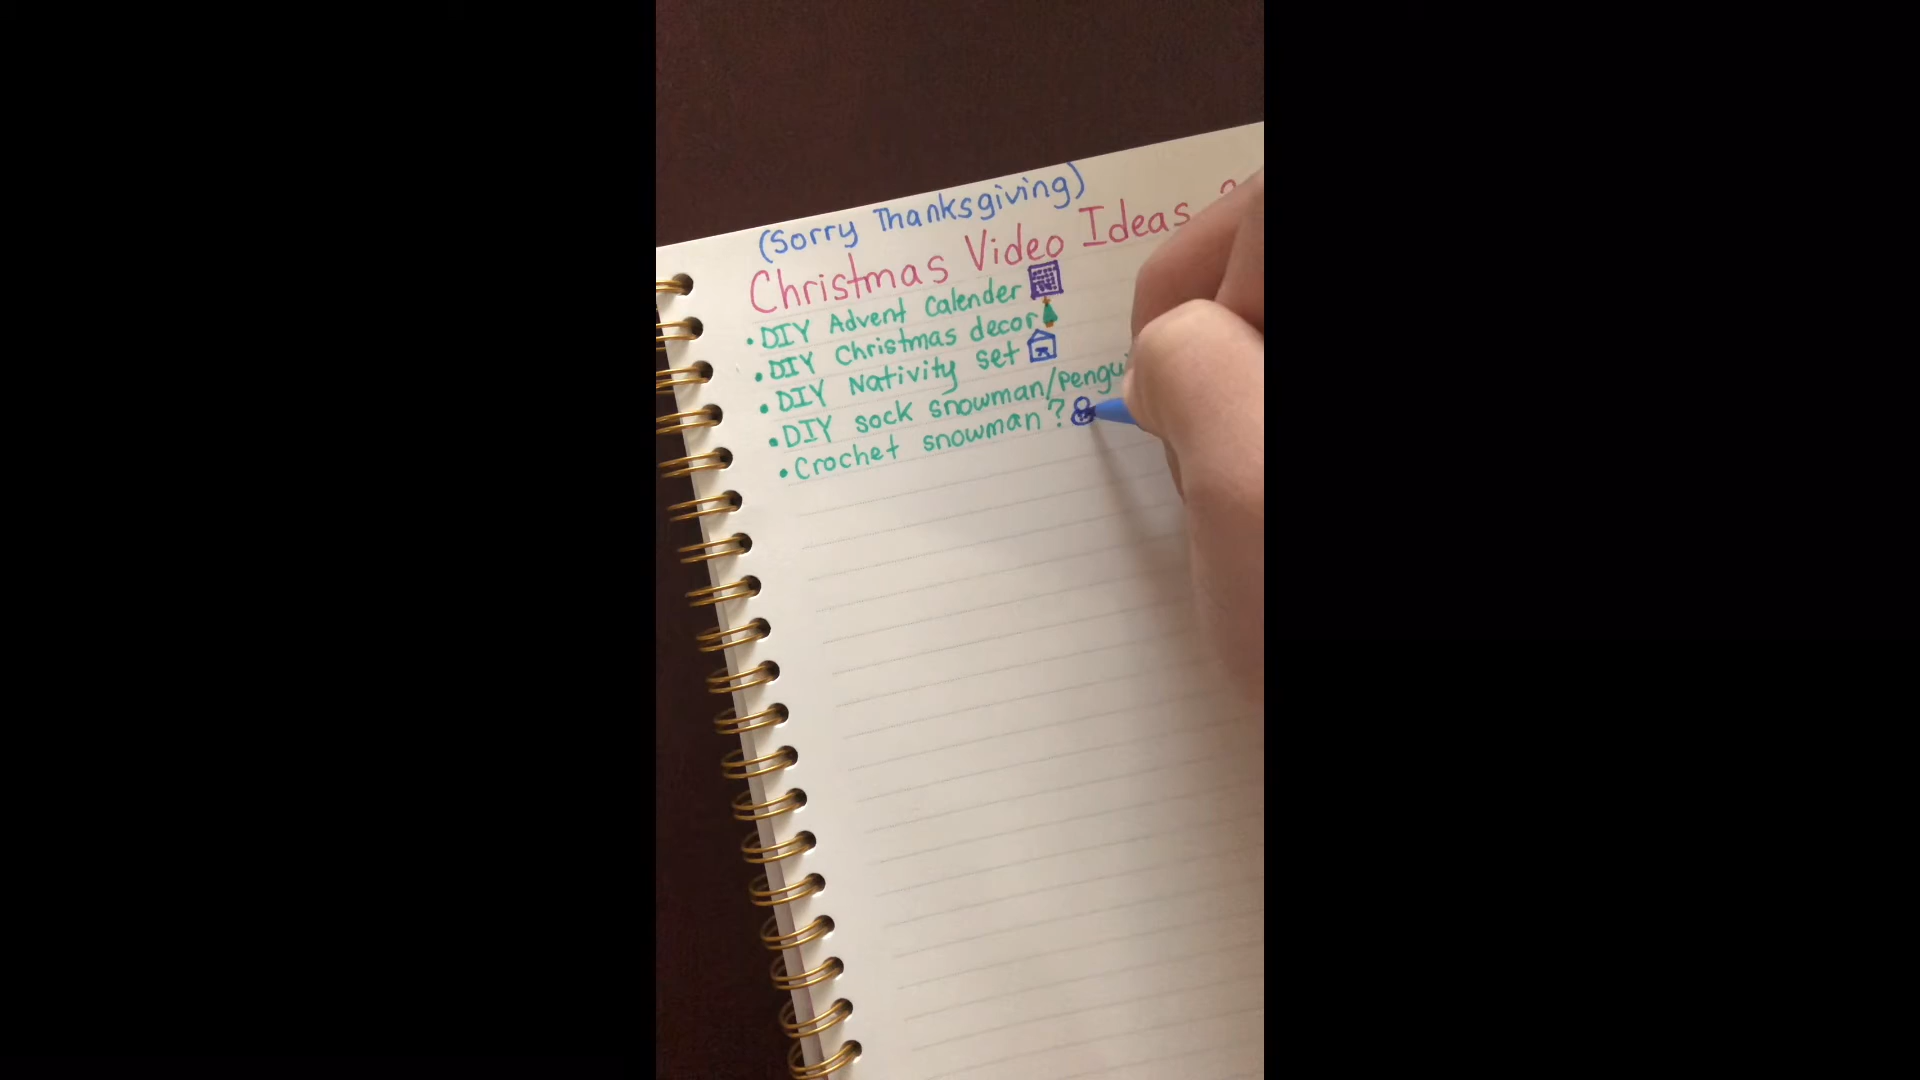 (Sorry Thanksgiving)
Christmas Video Ideas
• DIY Advent Calender
• DIY Christmas decor
• DIY Nativity set
• DIY sock snowman/
• Crochet snowman ?